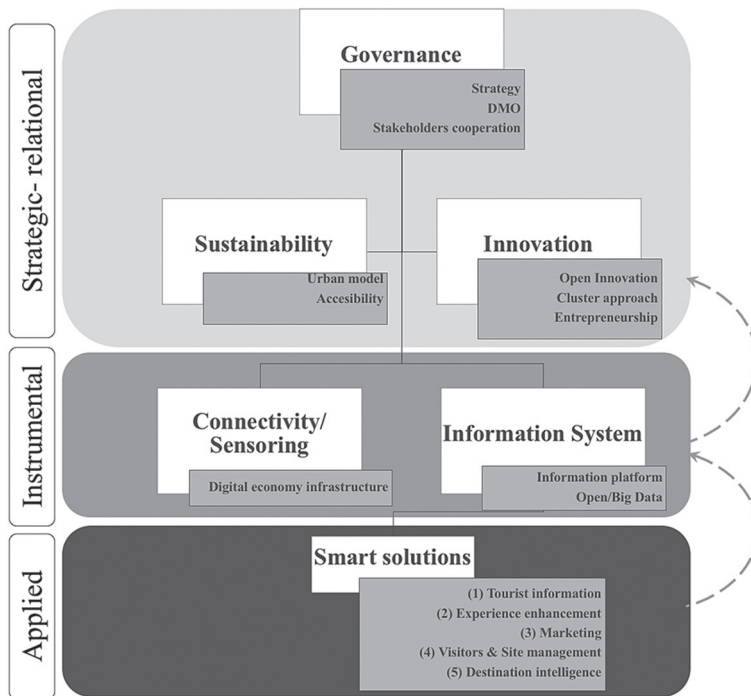 Strategic- relational
Governance
Strategy
DMO
Stakeholders cooperation
Sustainability
Urban model
Accesibility
Innovation
Open Innovation
Cluster approach
Entrepreneurship
Instrumental
Connectivity/
Sensoring
Digital economy infrastructure
Information System
Information platform
Open/Big Data
Applied
Smart solutions
(1) Tourist information
(2) Experience enhancement
(3) Marketing
(4) Visitors & Site management
(5) Destination intelligence